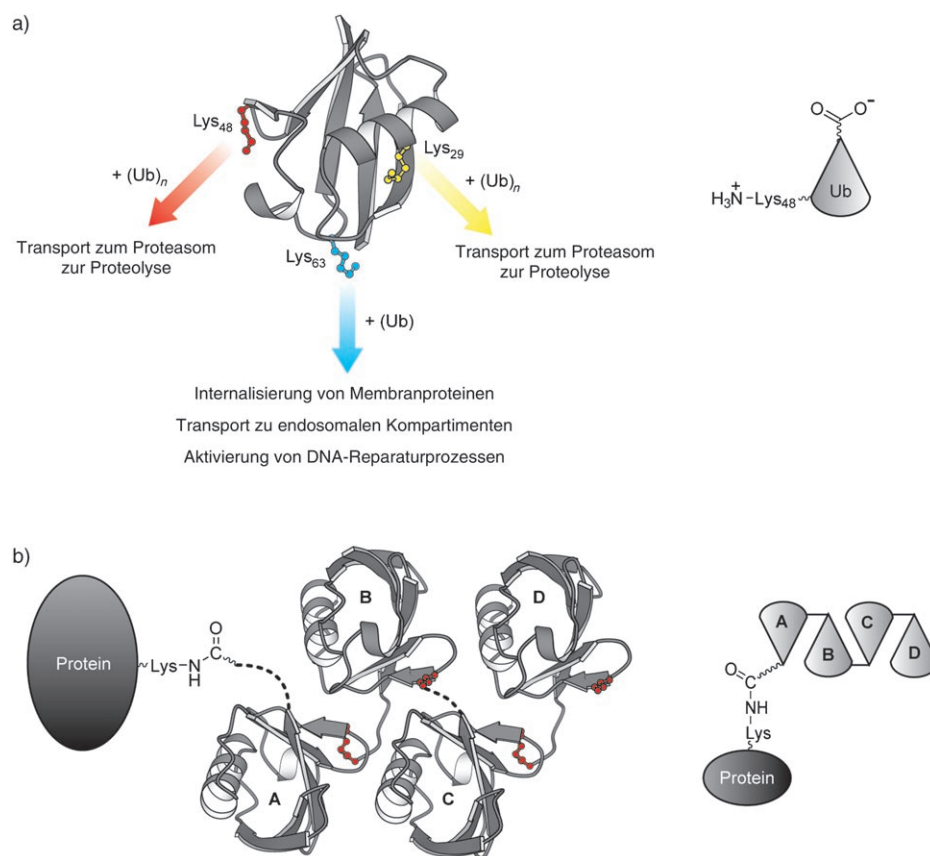 a)
Lys48
Lys29
+ (Ub)n
+ (Ub)n
Transport zum Proteasom
zur Proteolyse
Lys63
Transport zum Proteasom
zur Proteolyse
+ (Ub)
Internalisierung von Membranproteinen
Transport zu endosomalen Kompartimenten
Aktivierung von DNA-Reparaturprozessen
O O−
C
H3N+–Lys48
Ub
b)
B
D
Protein
Lys–N
H
O
C
A
C
A
B
C
D
O
C
NH
Lys
Protein